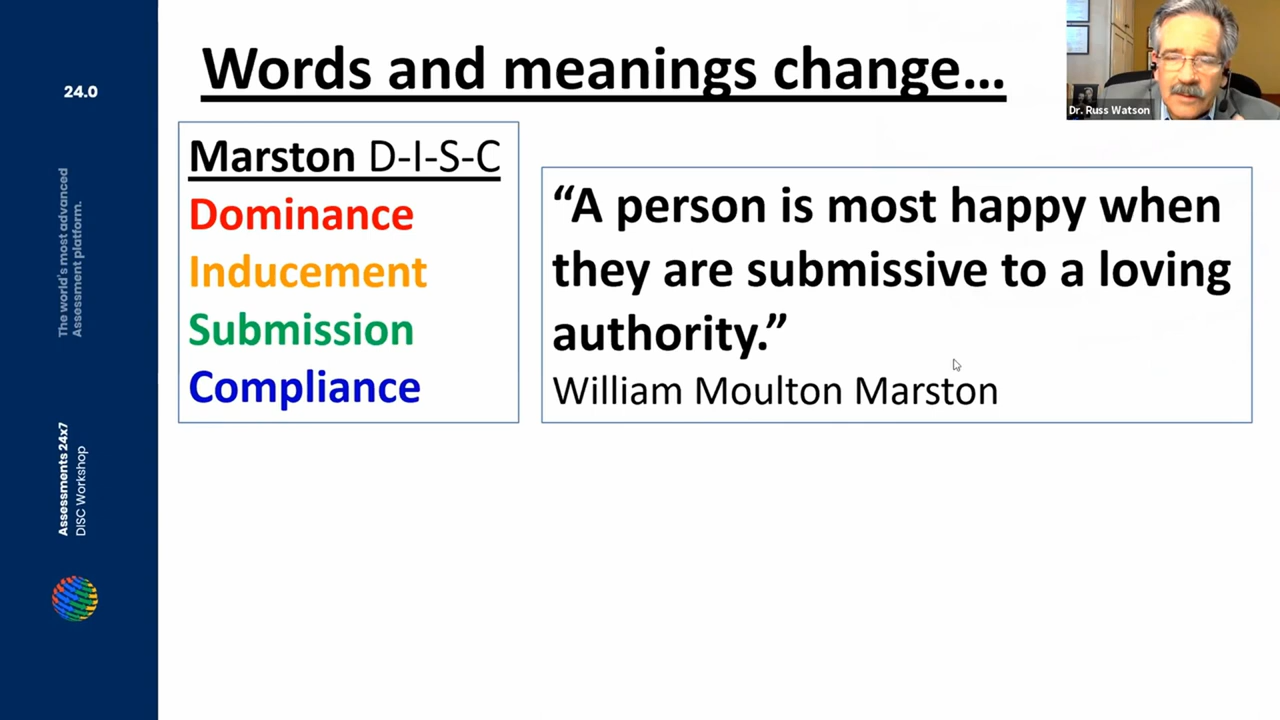 Words and meanings change...
24.0
The world's most advanced
Assessment platform.
Assessments 24x7
DISC Workshop
Marston D-I-S-C
Dominance
Inducement
Submission
Compliance
“A person is most happy when
they are submissive to a loving
authority.”
William Moulton Marston
Dr. Russ Watson